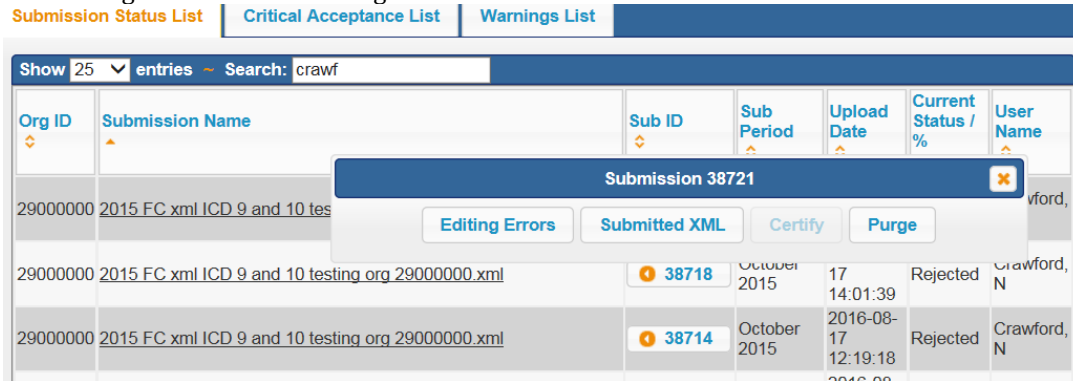 Submission Status List Critical Acceptance List Warnings List
Show 25 entries ~ Search: crawf
Org ID Submission Name Sub ID Sub Period Upload Date Current Status / % User Name
Submission 38721
29000000 2015 FC xml ICD 9 and 10 tes
Editing Errors Submitted XML Certify Purge
29000000 2015 FC xml ICD 9 and 10 testing org 29000000.xml 38718 October 2015 17 14:01:39 Rejected Crawford, N
29000000 2015 FC xml ICD 9 and 10 testing org 29000000.xml 38714 October 2015 2016-08-17 12:19:18 Rejected Crawford, N